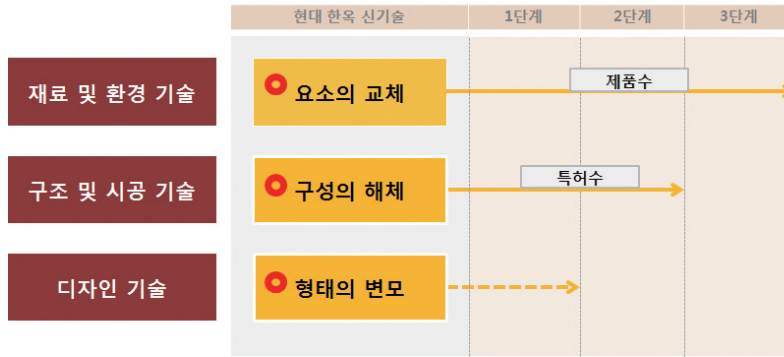 현대 한옥 신기술 1단계 2단계 3단계
재료 및 환경 기술 요소의 교체 제품수
구조 및 시공 기술 구성의 해체 특허수
디자인 기술 형태의 변모